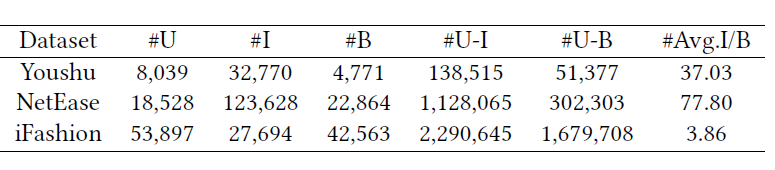 Dataset #U #I #B #U-I #U-B #Avg.I/B
Youshu 8,039 32,770 4,771 138,515 51,377 37.03
NetEase 18,528 123,628 22,864 1,128,065 302,303 77.80
iFashion 53,897 27,694 42,563 2,290,645 1,679,708 3.86